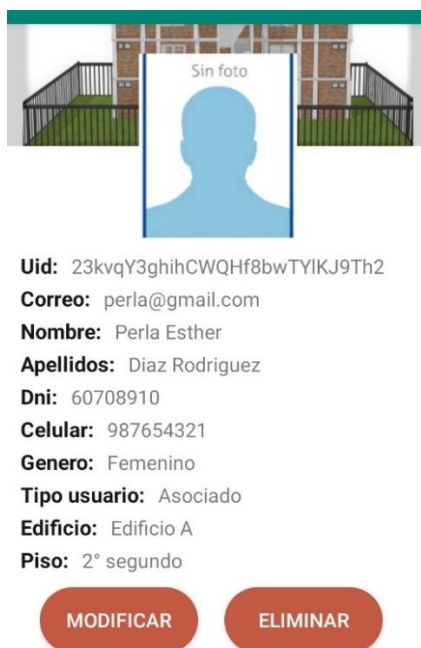 Sin foto
Uid: 23kvqY3ghihCWQHf8bwTYlKJ9Th2
Correo: perla@gmail.com
Nombre: Perla Esther
Apellidos: Diaz Rodriguez
Dni: 60708910
Celular: 987654321
Genero: Femenino
Tipo usuario: Asociado
Edificio: Edificio A
Piso: 2° segundo
MODIFICAR ELIMINAR